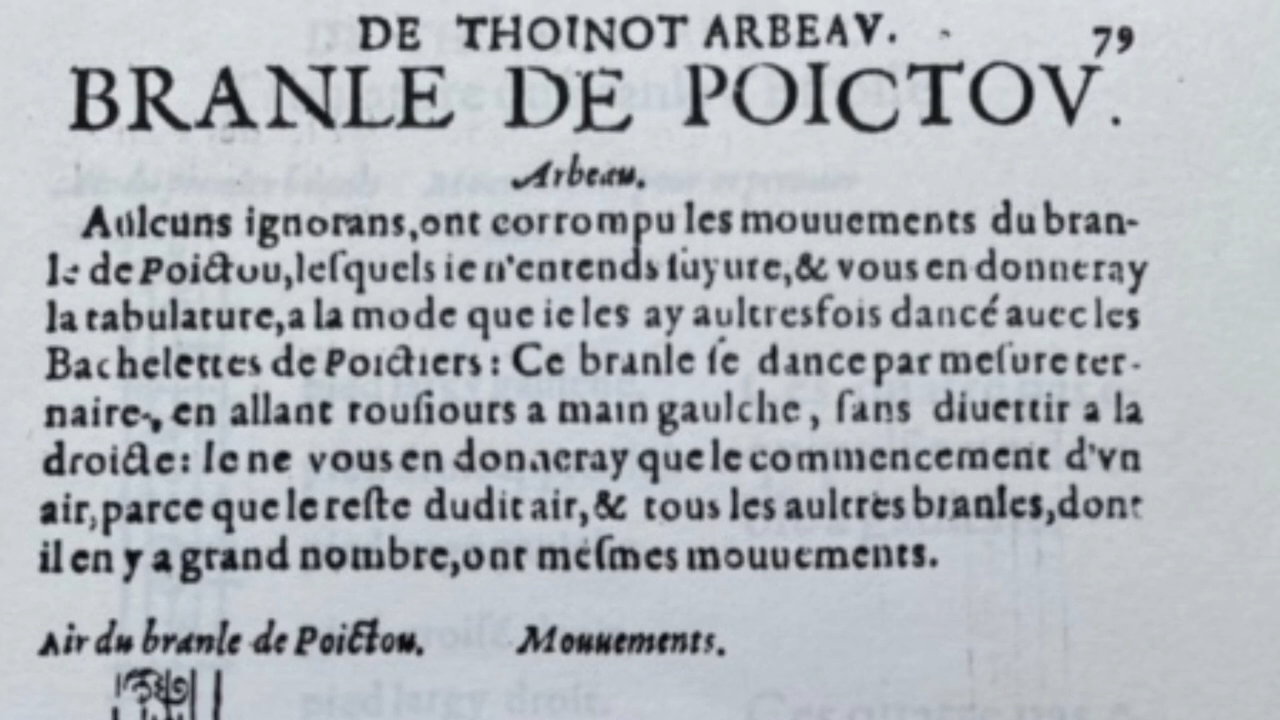 DE THOINOT ARBEAV. 79
BRANLE DE POICTOV.
Arbeau.
Aulcuns ignorans,ont corrompu les mouuements du bran-
le de Poictou,leſquels ie n'entends ſuyure,& vous en donneray
la tabulature,a la mode que ie les ay aultresfois dancé auec les
Bachelettes de Poictiers: Ce branle ſe dance par meſure ter-
naire, en allant touſiours a main gaulche, ſans diuertir a la
droicte: Ie ne vous en donneray que le commencement d'vn
air,parce que le reſte dudit air,& tous les aultres branles,dont
il en y a grand nombre,ont meſmes mouuements.
Air du branle de Poictou. Mouuements.